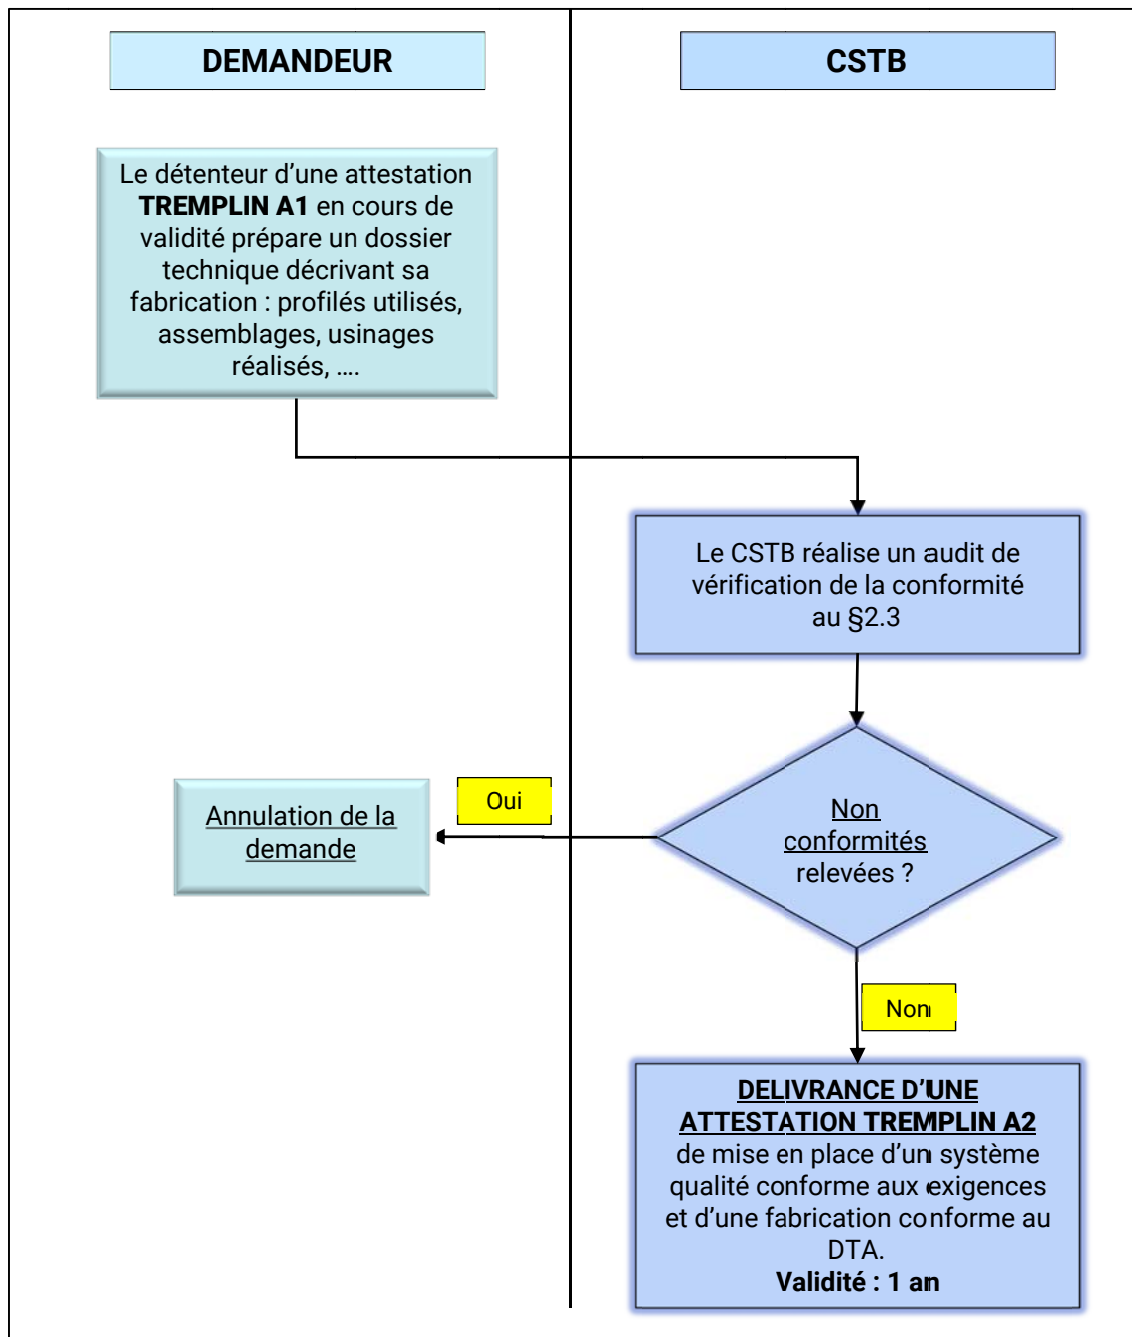 DEMANDEUR
CSTB
Le détenteur d’une attestation
TREMPLIN A1 en cours de
validité prépare un dossier
technique décrivant sa
fabrication : profilés utilisés,
assemblages, usinages
réalisés, ….
Le CSTB réalise un audit de
vérification de la conformité
au §2.3
Non
conformités
relevées ?
Oui
Annulation de la
demande
Non
DELIVRANCE D’UNE
ATTESTATION TREMPLIN A2
de mise en place d’un système
qualité conforme aux exigences
et d’une fabrication conforme au
DTA.
Validité : 1 an